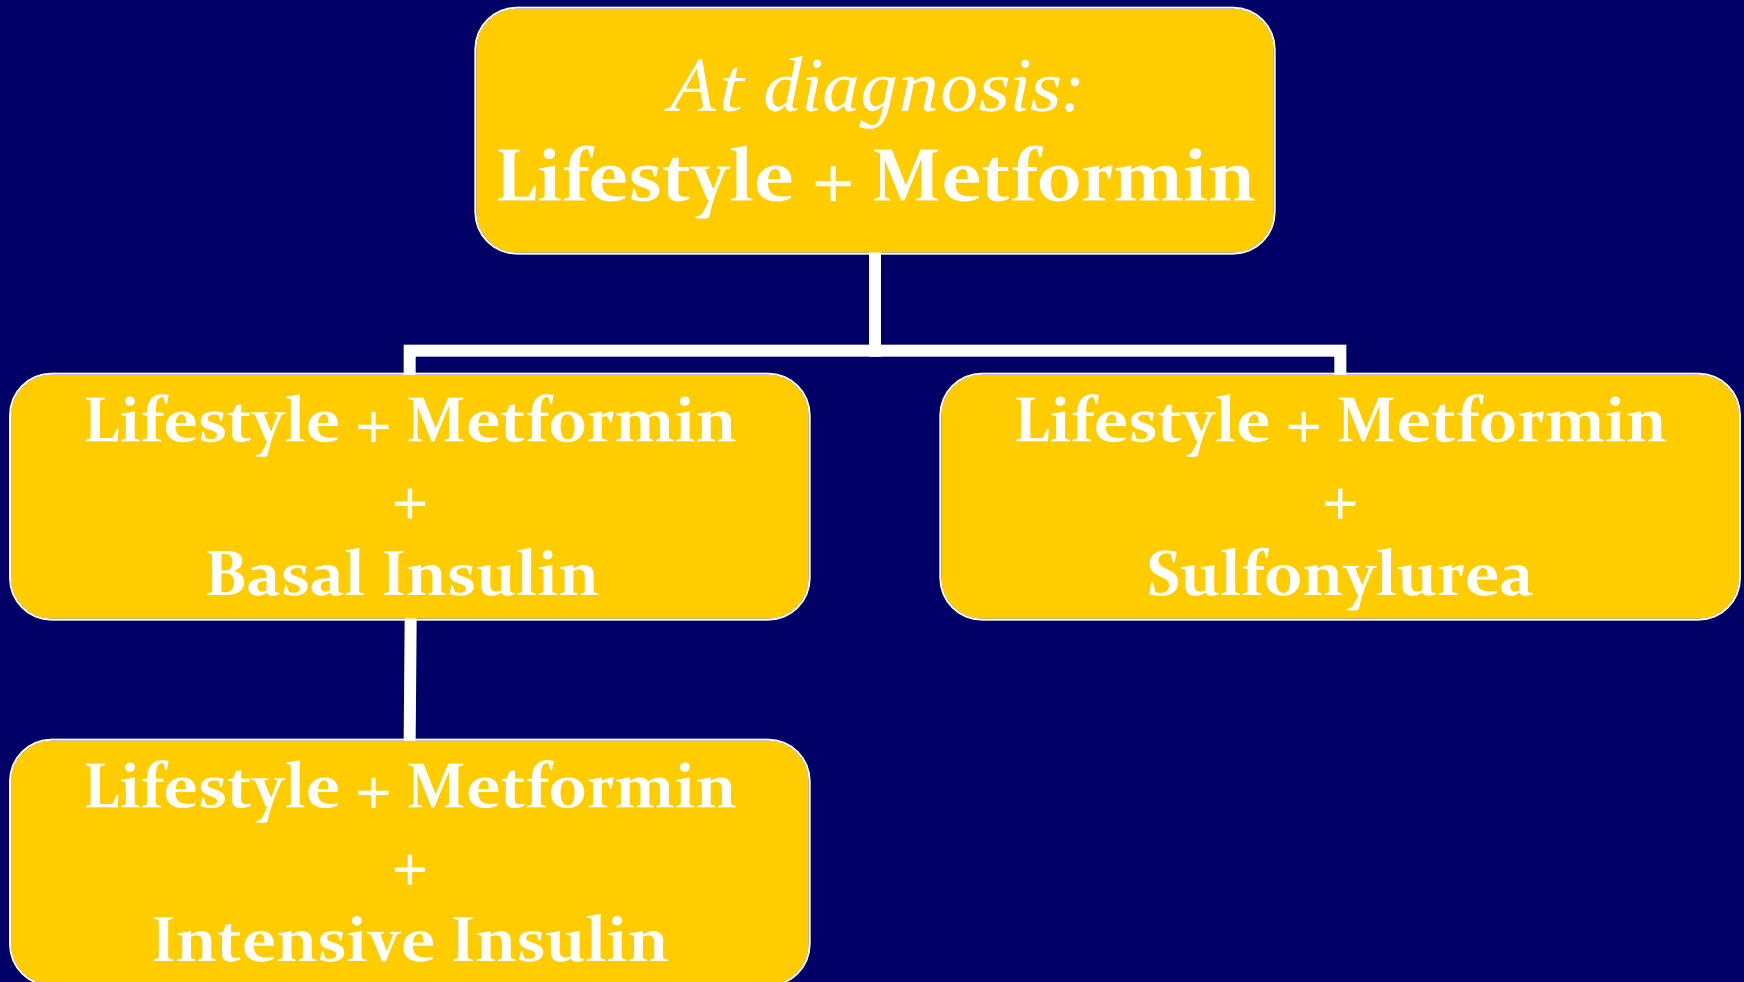 At diagnosis:
Lifestyle + Metformin
Lifestyle + Metformin
+
Basal Insulin
Lifestyle + Metformin
+
Sulfonylurea
Lifestyle + Metformin
+
Intensive Insulin